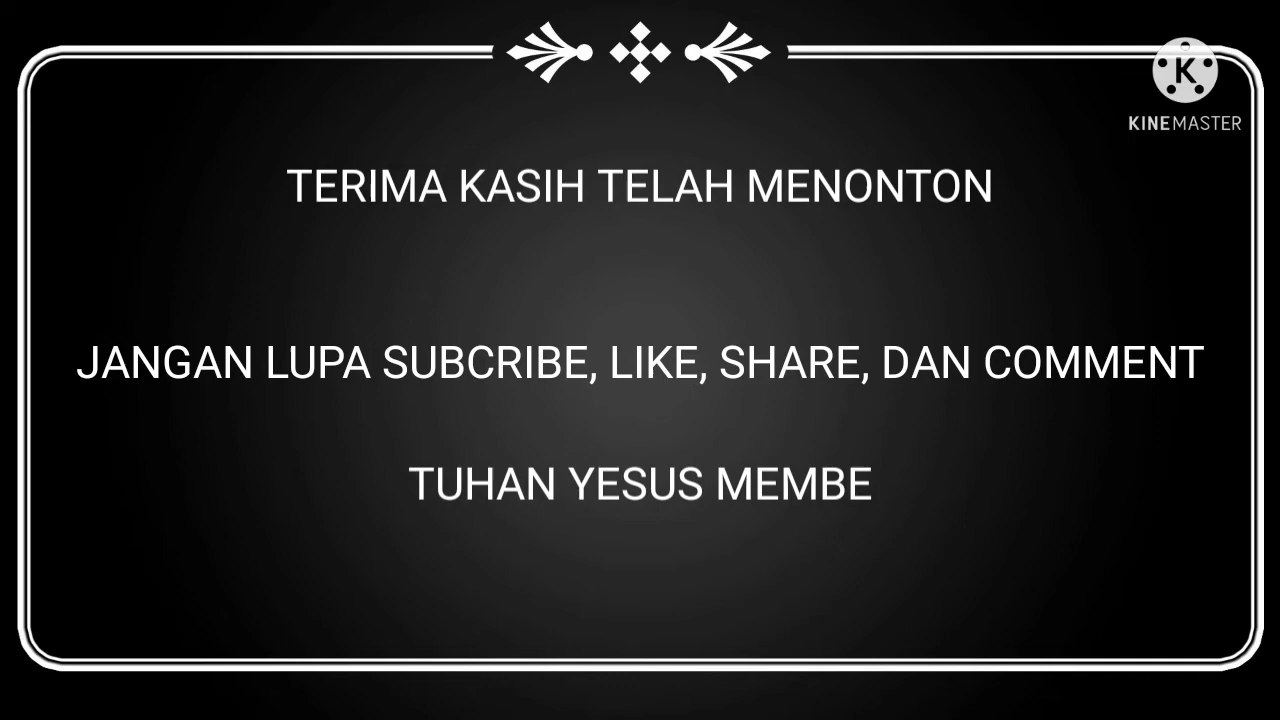 K
KINEMASTER
TERIMA KASIH TELAH MENONTON
JANGAN LUPA SUBCRIBE, LIKE, SHARE, DAN COMMENT
TUHAN YESUS MEMBE